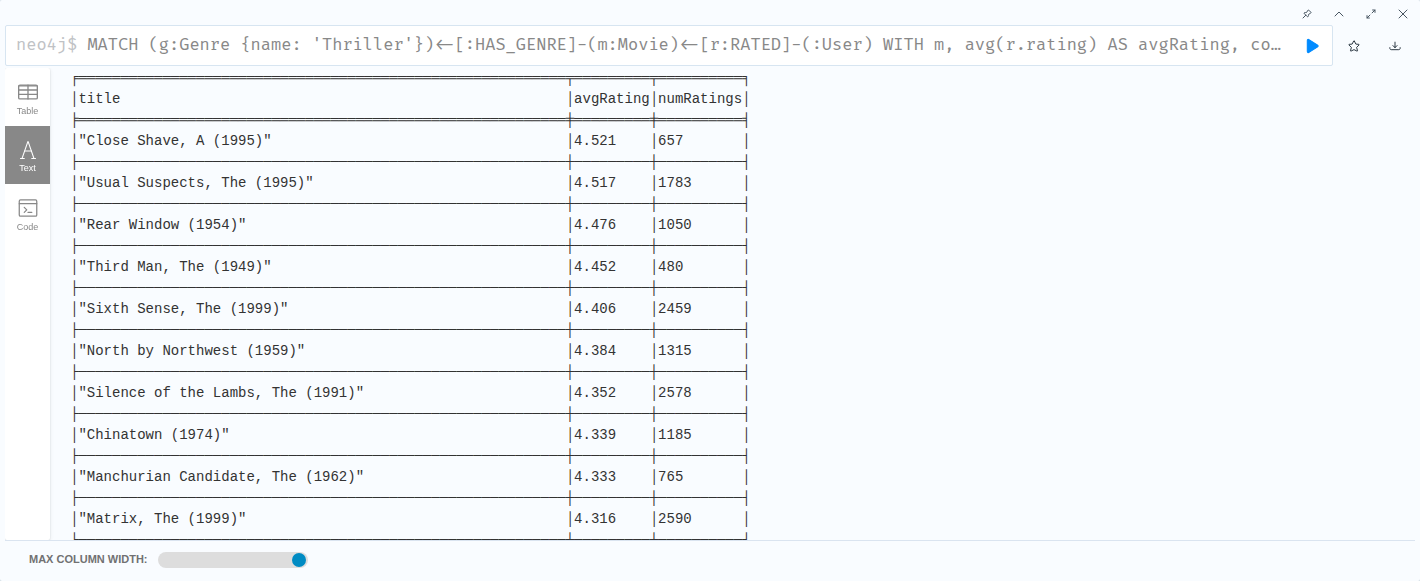 neo4j$ MATCH (g:Genre {name: 'Thriller'})<-[:HAS_GENRE]-(m:Movie)<-[r:RATED]-(:User) WITH m, avg(r.rating) AS avgRating, co…
Table
Text
Code
title avgRating numRatings
"Close Shave, A (1995)" 4.521 657
"Usual Suspects, The (1995)" 4.517 1783
"Rear Window (1954)" 4.476 1050
"Third Man, The (1949)" 4.452 480
"Sixth Sense, The (1999)" 4.406 2459
"North by Northwest (1959)" 4.384 1315
"Silence of the Lambs, The (1991)" 4.352 2578
"Chinatown (1974)" 4.339 1185
"Manchurian Candidate, The (1962)" 4.333 765
"Matrix, The (1999)" 4.316 2590
MAX COLUMN WIDTH: